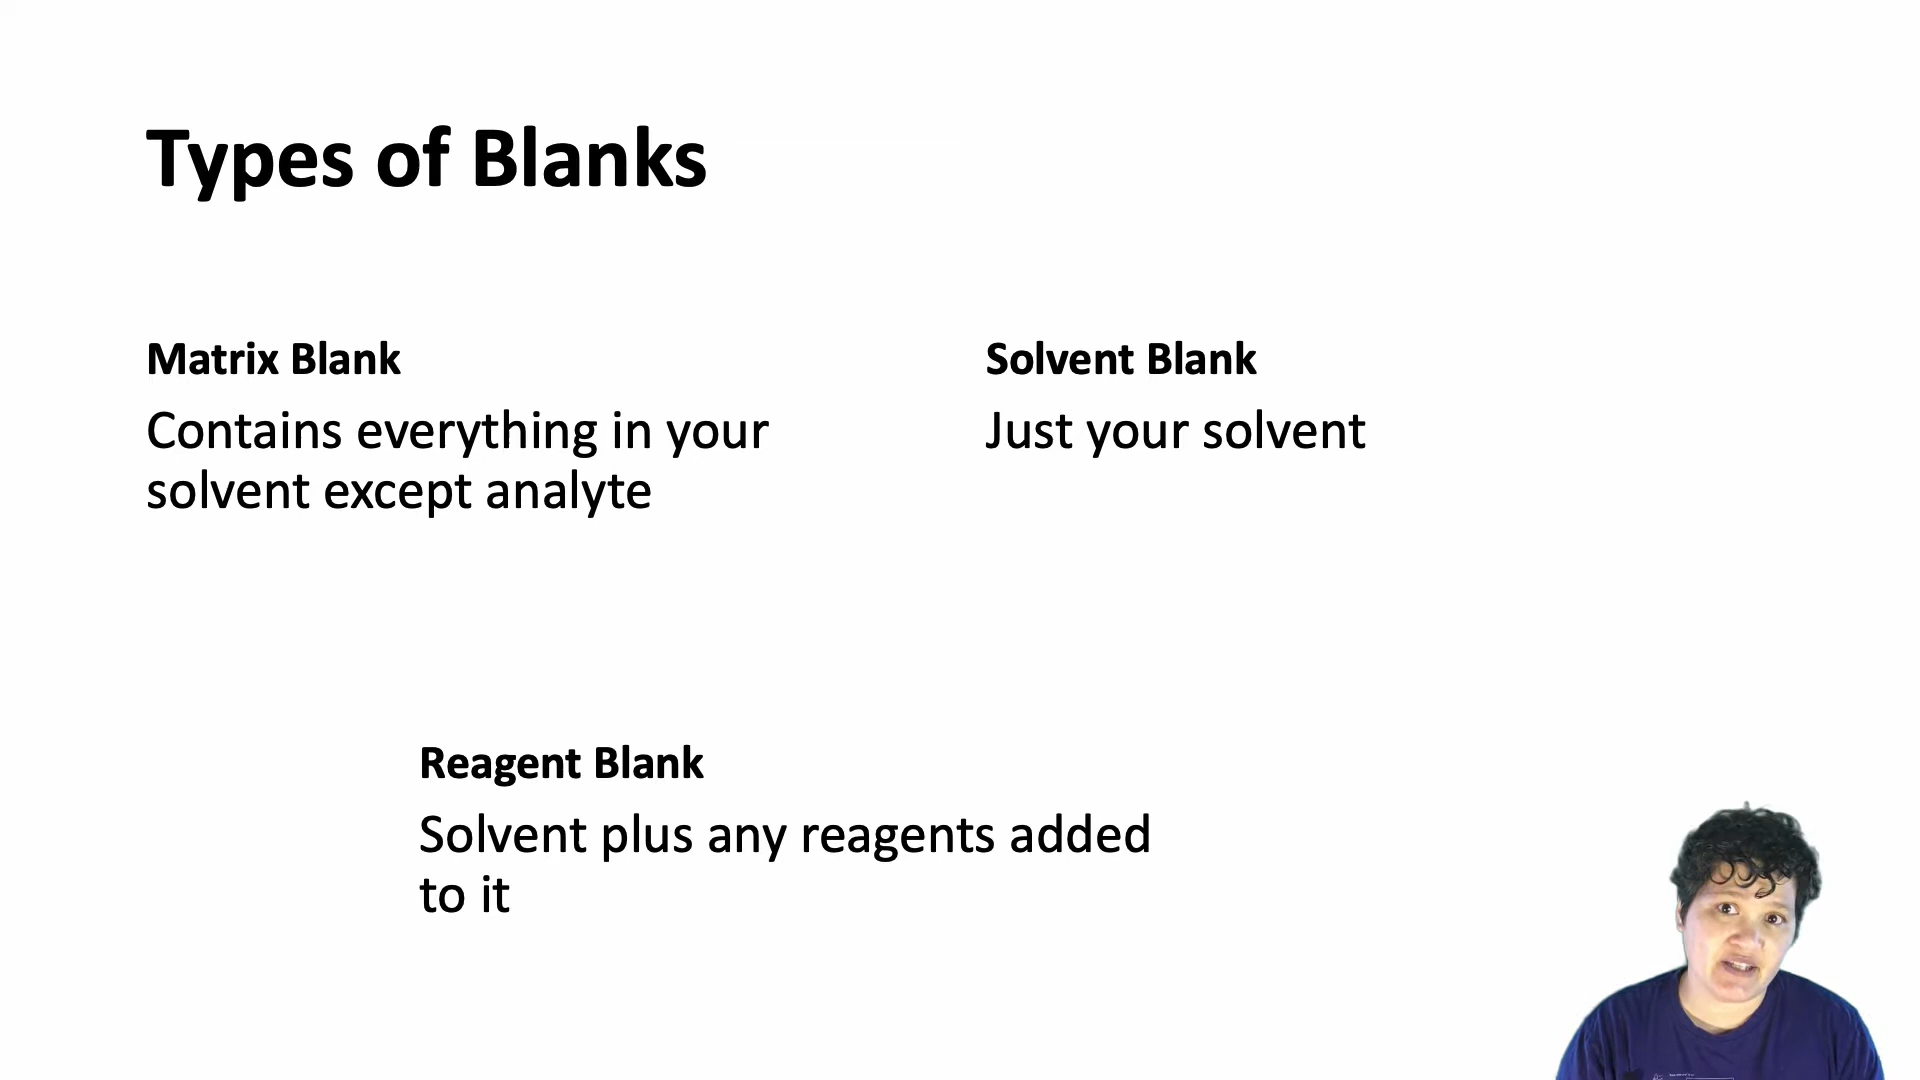 Types of Blanks
Matrix Blank
Contains everything in your
solvent except analyte
Solvent Blank
Just your solvent
Reagent Blank
Solvent plus any reagents added
to it